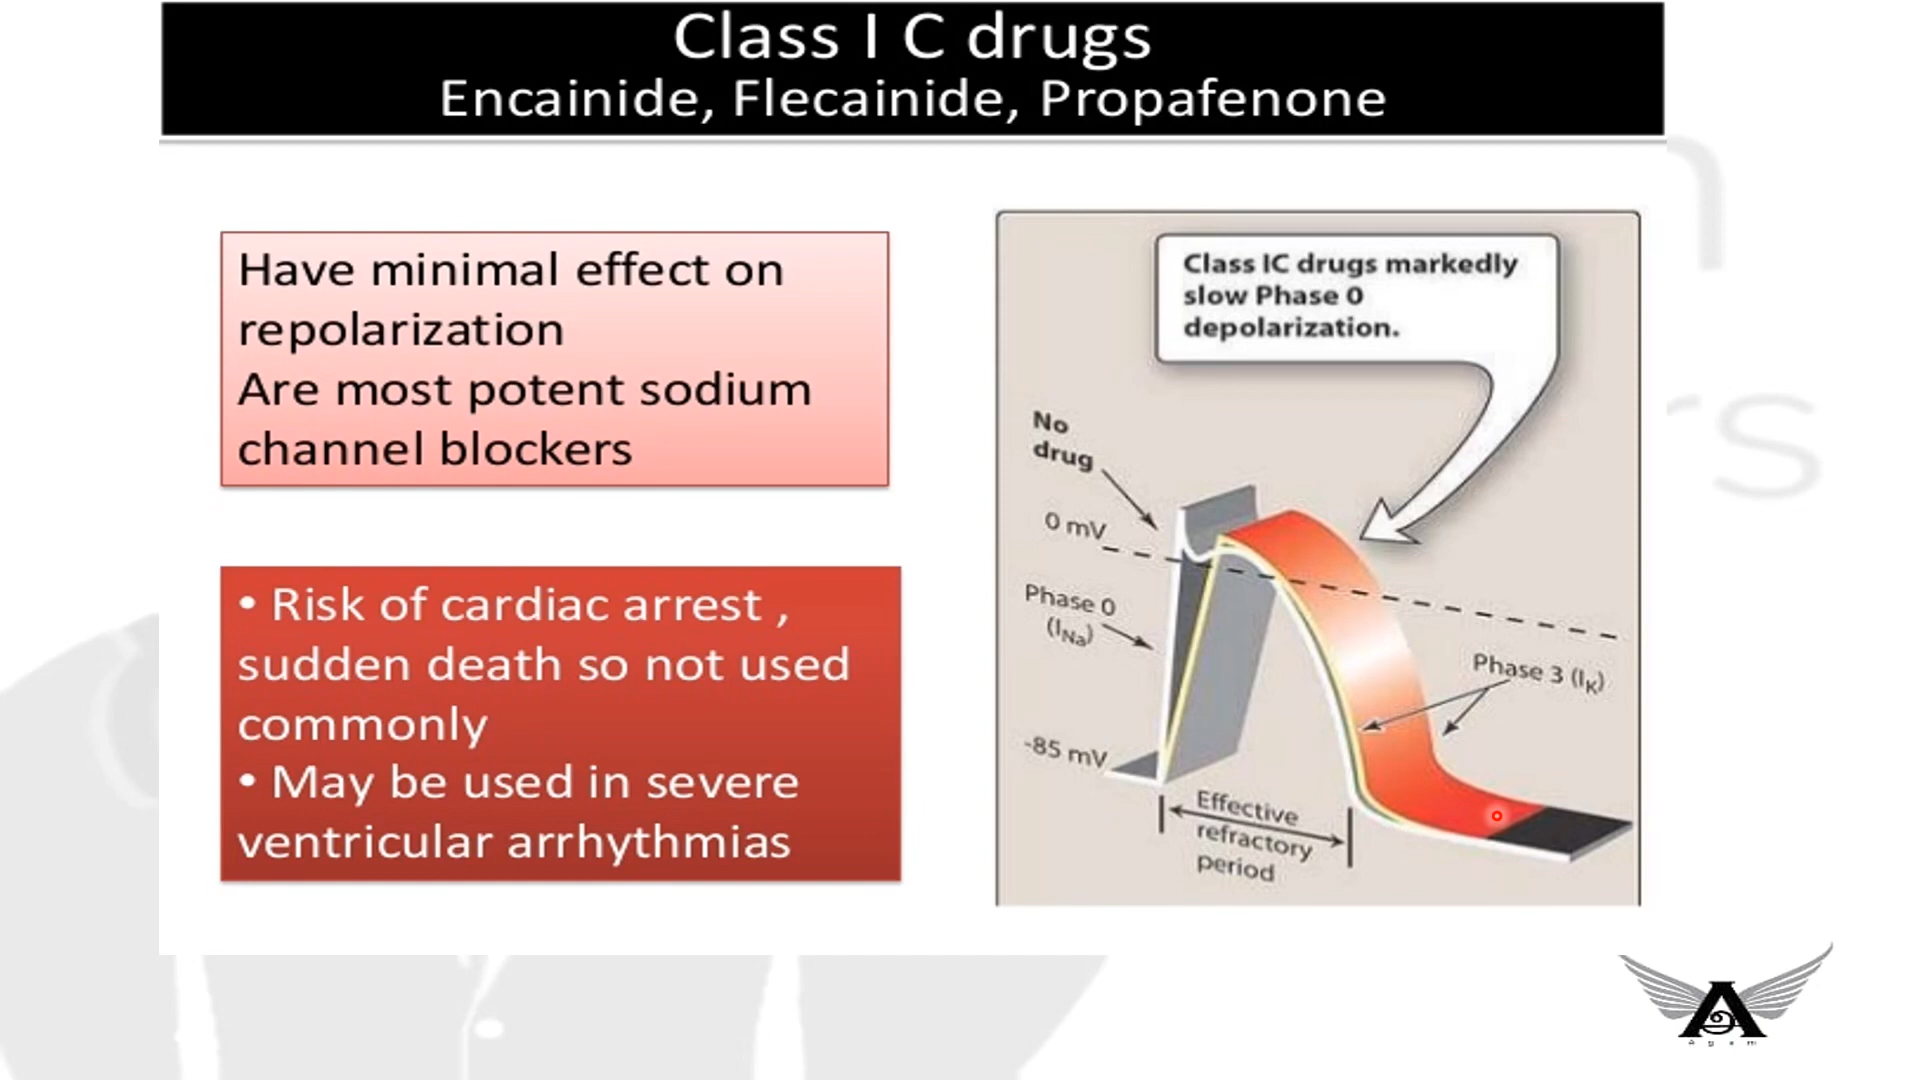 Class I C drugs
Encainide, Flecainide, Propafenone
Have minimal effect on
repolarization
Are most potent sodium
channel blockers
• Risk of cardiac arrest ,
sudden death so not used
commonly
• May be used in severe
ventricular arrhythmias
Class IC drugs markedly
slow Phase 0
depolarization.
No
drug
0 mV
Phase 0
(INa)
Phase 3 (IK)
-85 mV
Effective
refractory
period